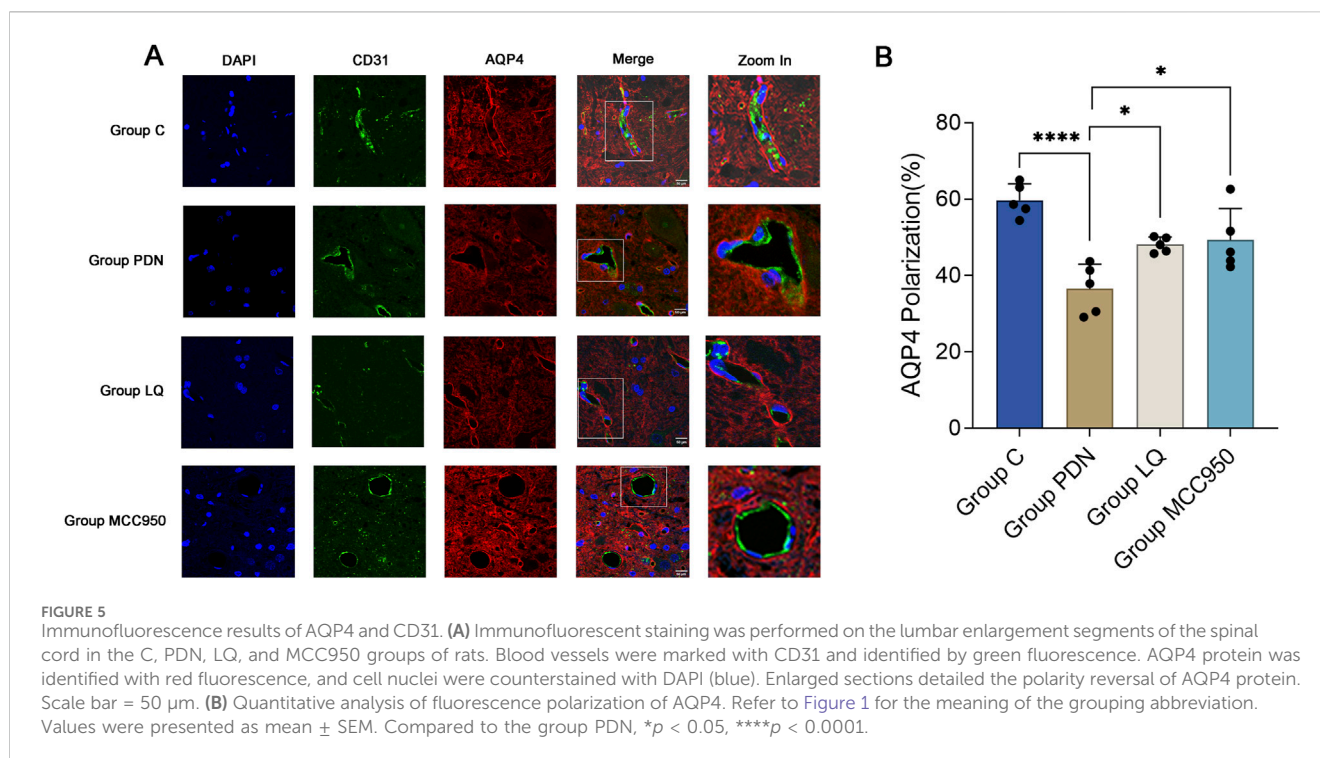 A
DAPI CD31 AQP4 Merge Zoom In
Group C
Group PDN
Group LQ
Group MCC950
B
AQP4 Polarization(%)
80
60
40
20
0
****
*
*
Group C
Group PDN
Group LQ
Group MCC950
FIGURE 5
Immunofluorescence results of AQP4 and CD31. (A) Immunofluorescent staining was performed on the lumbar enlargement segments of the spinal
cord in the C, PDN, LQ, and MCC950 groups of rats. Blood vessels were marked with CD31 and identified by green fluorescence. AQP4 protein was
identified with red fluorescence, and cell nuclei were counterstained with DAPI (blue). Enlarged sections detailed the polarity reversal of AQP4 protein.
Scale bar = 50 μm. (B) Quantitative analysis of fluorescence polarization of AQP4. Refer to Figure 1 for the meaning of the grouping abbreviation.
Values were presented as mean ± SEM. Compared to the group PDN, *p < 0.05, ****p < 0.0001.